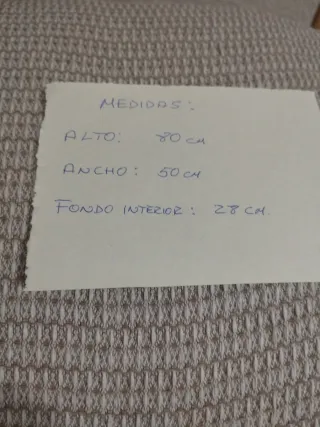 MEDIDAS:
ALTO: 80 CM
ANCHO: 50 CM
FONDO INTERIOR: 28 CM.